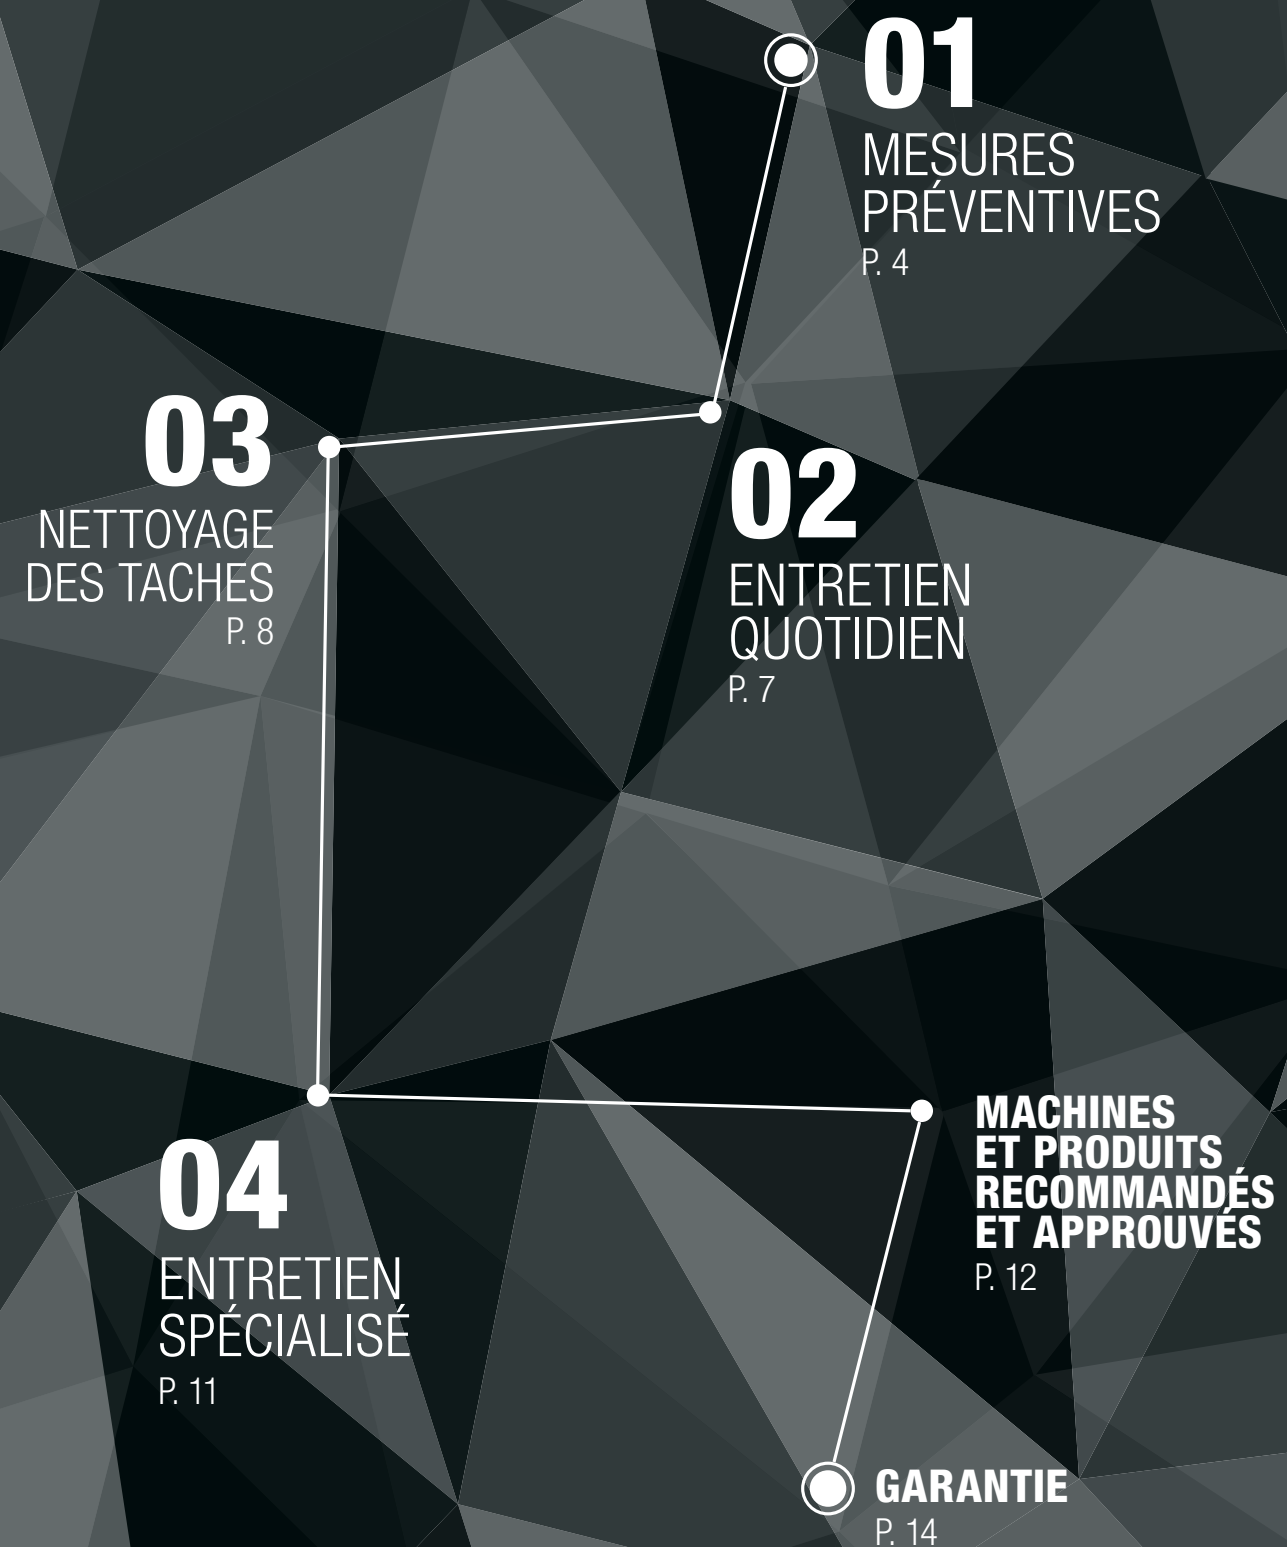 01
MESURES
PRÉVENTIVES
P. 4
02
ENTRETIEN
QUOTIDIEN
P. 7
03
NETTOYAGE
DES TACHES
P. 8
04
ENTRETIEN
SPÉCIALISÉ
P. 11
MACHINES
ET PRODUITS
RECOMMANDÉS
ET APPROUVÉS
P. 12
GARANTIE
P. 14